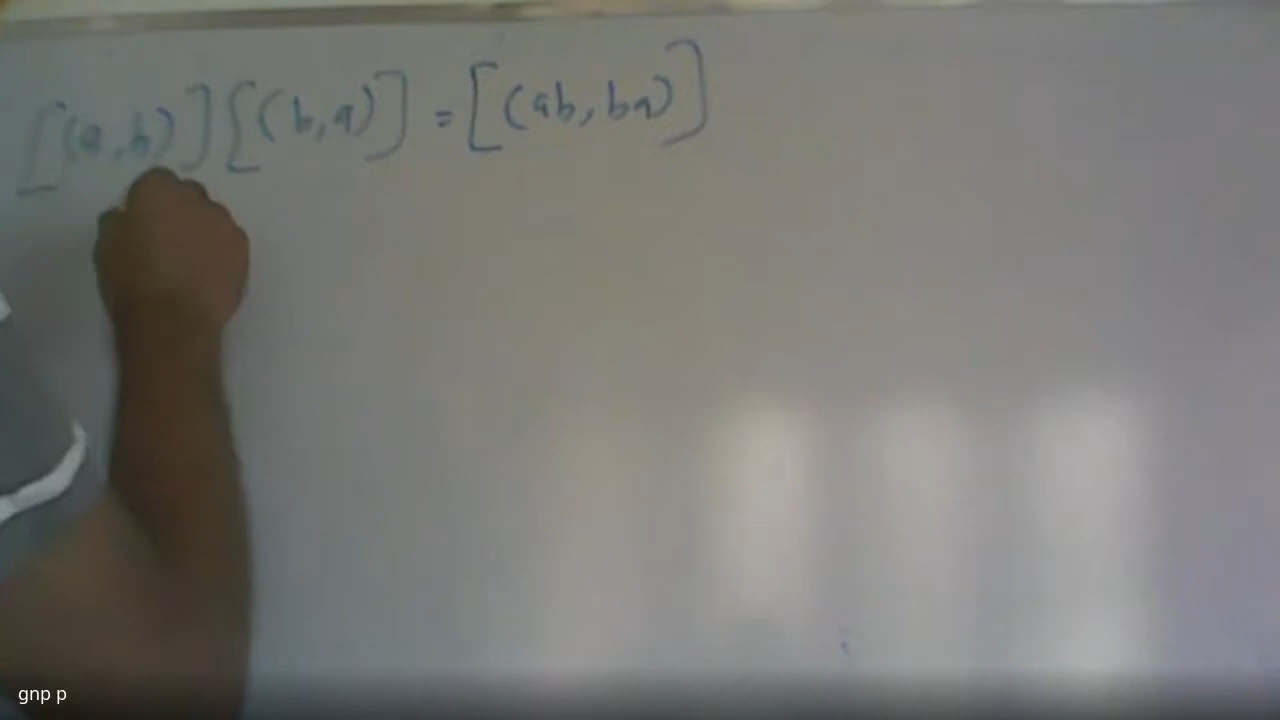 [(a,b)][(b,a)] = [(ab, ba)]
gnp p